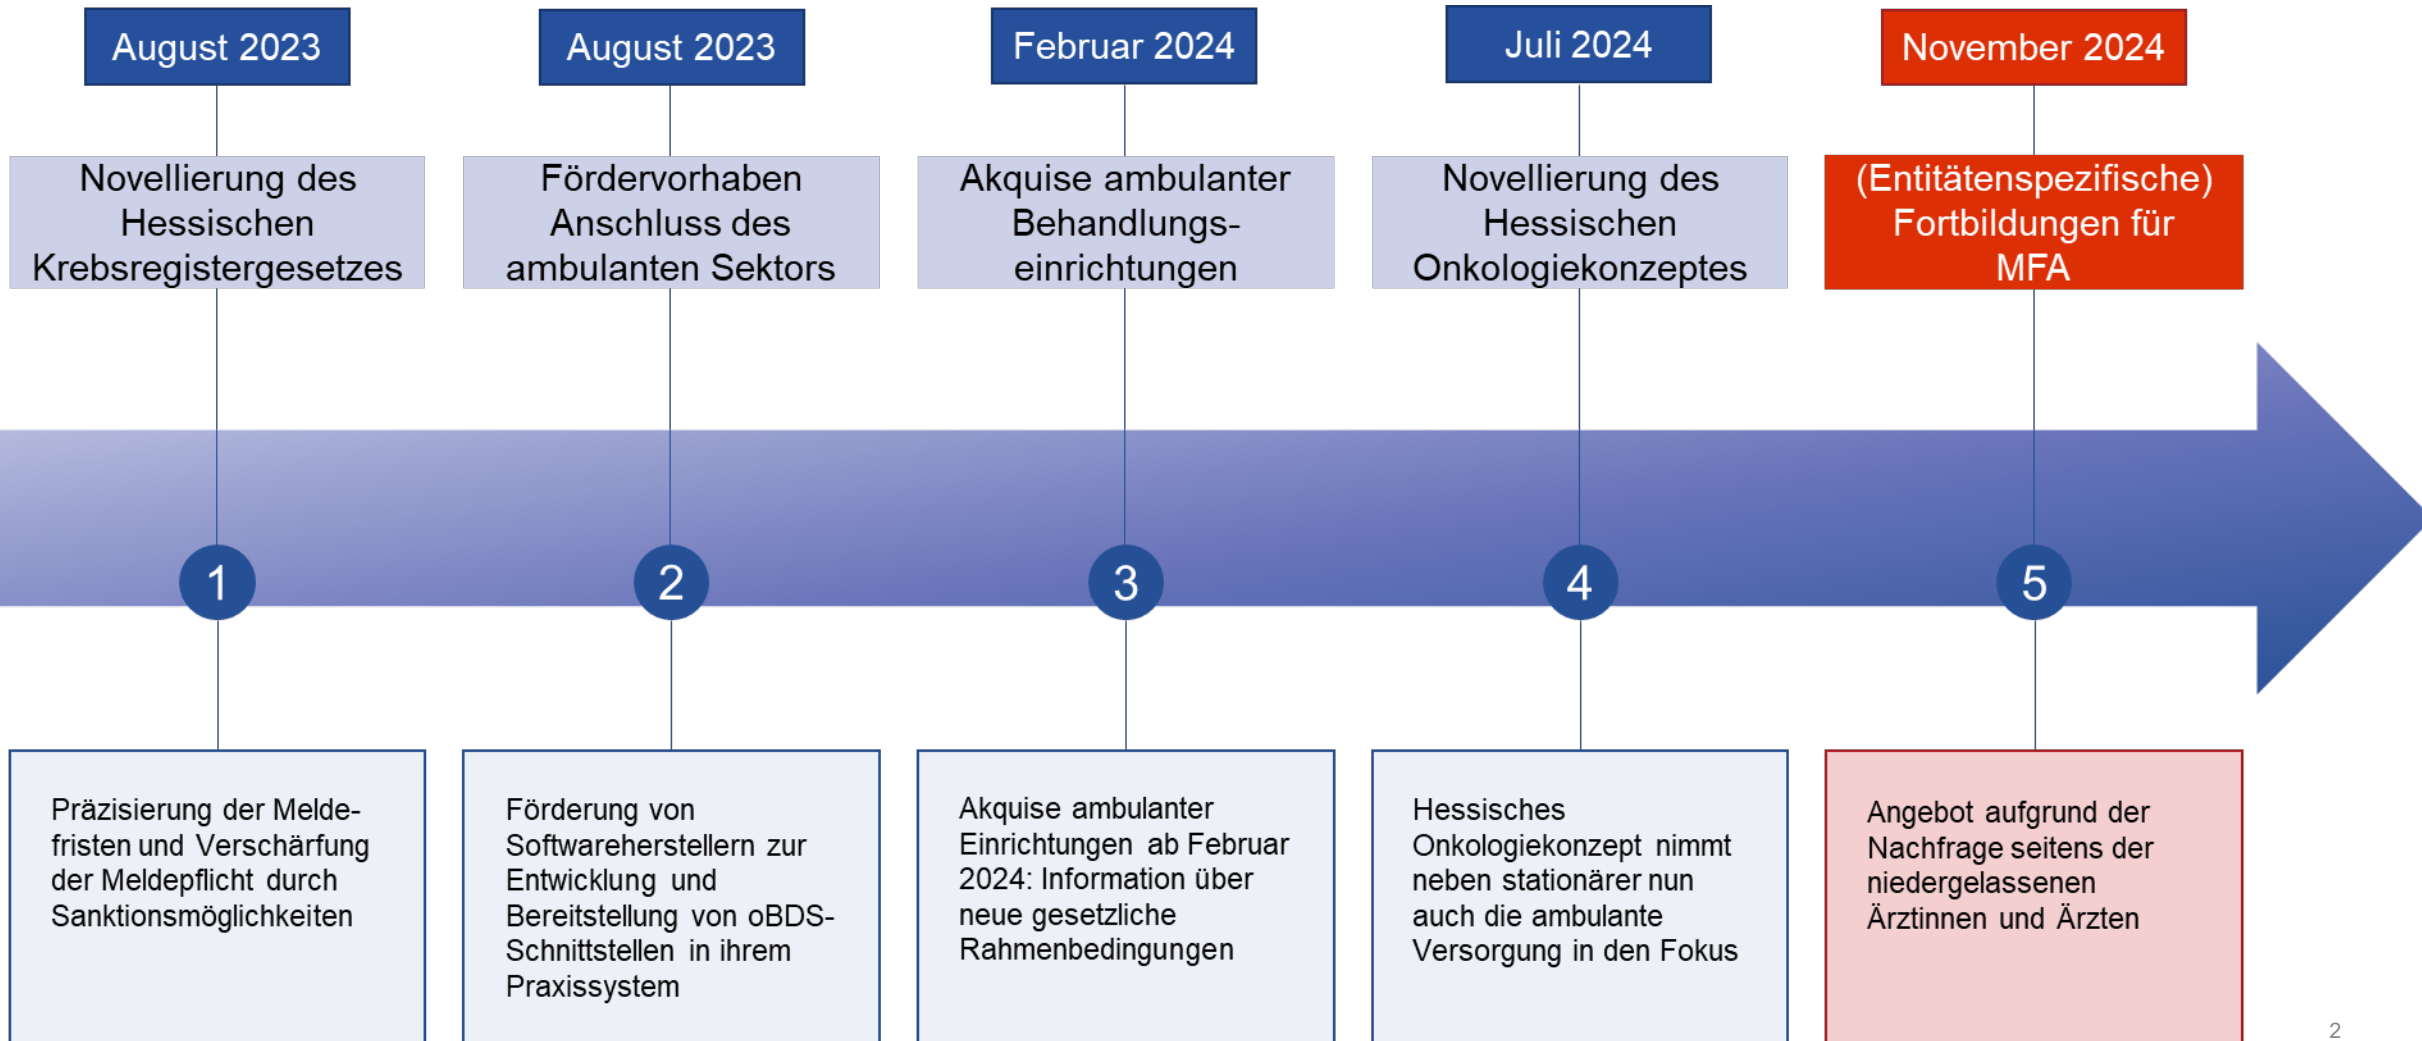 August 2023
Novellierung des
Hessischen
Krebsregistergesetzes
1
Präzisierung der Melde-
fristen und Verschärfung
der Meldepflicht durch
Sanktionsmöglichkeiten
August 2023
Fördervorhaben
Anschluss des
ambulanten Sektors
2
Förderung von
Softwareherstellern zur
Entwicklung und
Bereitstellung von oBDS-
Schnittstellen in ihrem
Praxissystem
Februar 2024
Akquise ambulanter
Behandlungs-
einrichtungen
3
Akquise ambulanter
Einrichtungen ab Februar
2024: Information über
neue gesetzliche
Rahmenbedingungen
Juli 2024
Novellierung des
Hessischen
Onkologiekonzeptes
4
Hessisches
Onkologiekonzept nimmt
neben stationärer nun
auch die ambulante
Versorgung in den Fokus
November 2024
(Entitätenspezifische)
Fortbildungen für
MFA
5
Angebot aufgrund der
Nachfrage seitens der
niedergelassenen
Ärztinnen und Ärzten
2